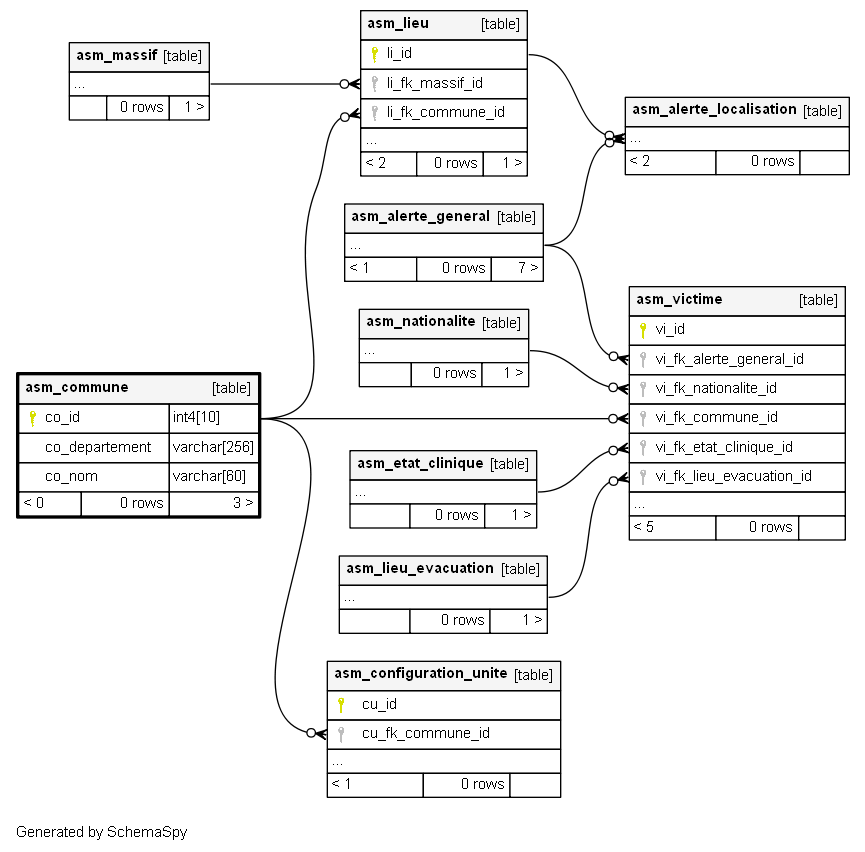 asm_massif [table]
...
0 rows 1 >
asm_lieu [table]
li_id
li_fk_massif_id
li_fk_commune_id
...
< 2 0 rows 1 >
asm_alerte_localisation [table]
...
< 2 0 rows
asm_alerte_general [table]
...
< 1 0 rows 7 >
asm_nationalite [table]
...
0 rows 1 >
asm_victime [table]
vi_id
vi_fk_alerte_general_id
vi_fk_nationalite_id
vi_fk_commune_id
vi_fk_etat_clinique_id
vi_fk_lieu_evacuation_id
...
< 5 0 rows
asm_commune [table]
co_id int4[10]
co_departement varchar[256]
co_nom varchar[60]
< 0 0 rows 3 >
asm_etat_clinique [table]
...
0 rows 1 >
asm_lieu_evacuation [table]
...
0 rows 1 >
asm_configuration_unite [table]
cu_id
cu_fk_commune_id
...
< 1 0 rows
Generated by SchemaSpy